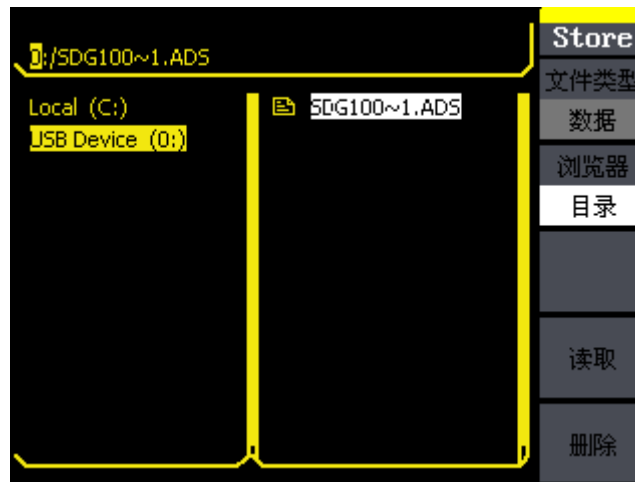 0:/SDG100~1.ADS
Local (C:)
USB Device (0:)
SDG100~1.ADS
Store
文件类型
数据
浏览器
目录
读取
删除